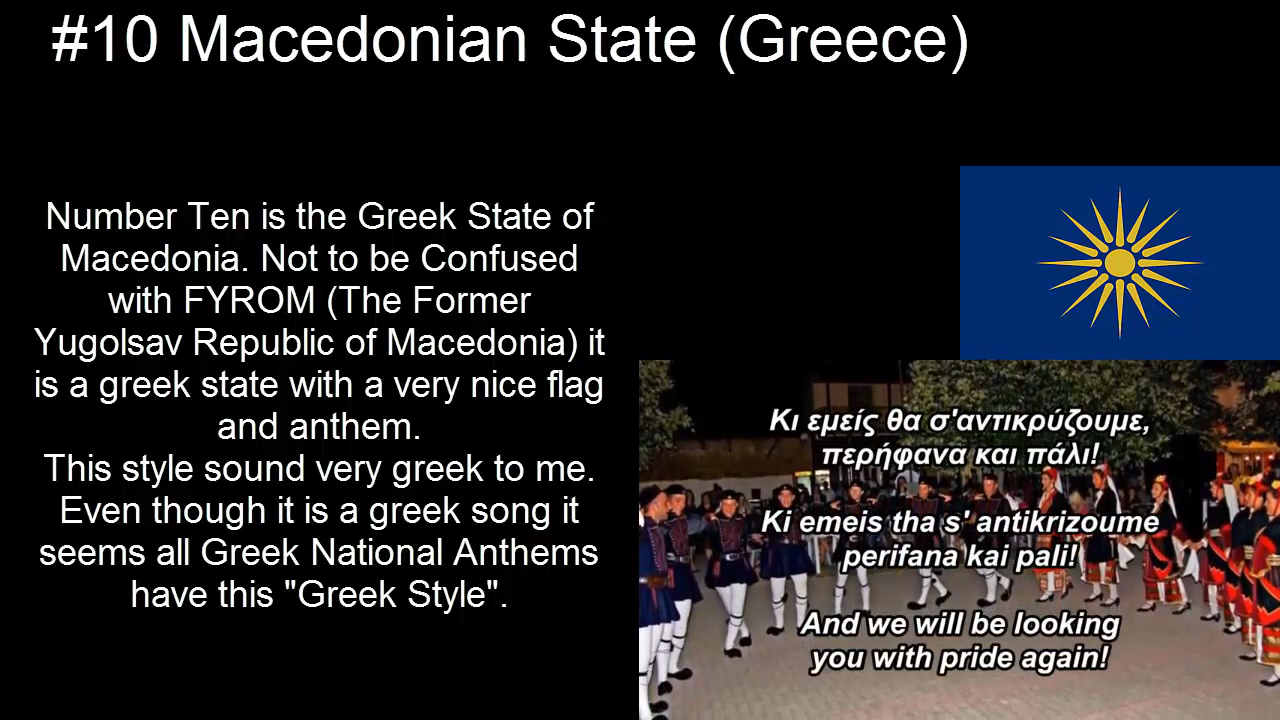 #10 Macedonian State (Greece)
Number Ten is the Greek State of
Macedonia. Not to be Confused
with FYROM (The Former
Yugolsav Republic of Macedonia) it
is a greek state with a very nice flag
and anthem.
This style sound very greek to me.
Even though it is a greek song it
seems all Greek National Anthems
have this "Greek Style".
Κι εμείς θα σ'αντικρύζουμε,
περήφανα και πάλι!
Ki emeis tha s' antikrizoume
perifana kai pali!
And we will be looking
you with pride again!